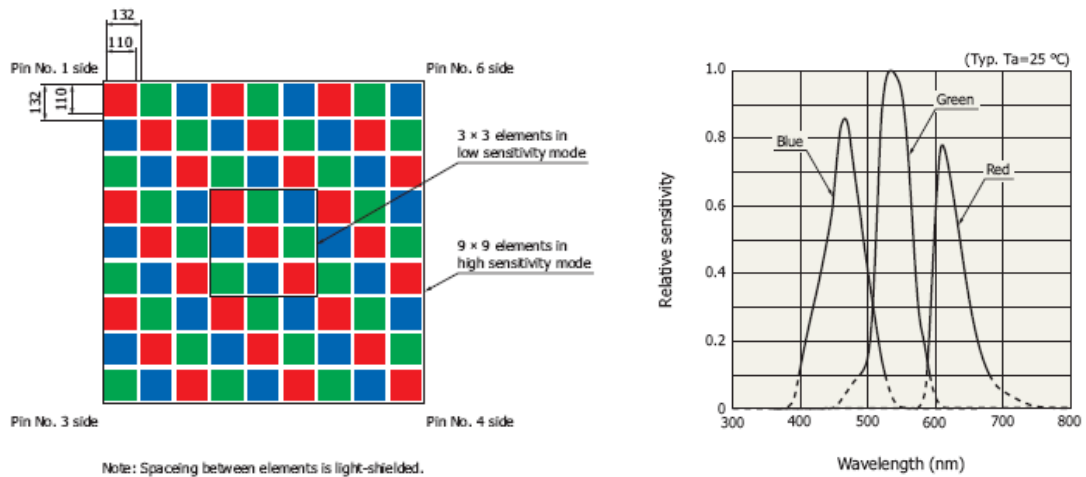 132
110
Pin No. 1 side
Pin No. 6 side
132
110
3 × 3 elements in
low sensitivity mode
9 × 9 elements in
high sensitivity mode
Pin No. 3 side
Pin No. 4 side
Note: Spaceing between elements is light-shielded.
(Typ. Ta=25 °C)
1.0
Green
0.8
Blue
Red
0.6
Relative sensitivity
0.4
0.2
0
300 400 500 600 700 800
Wavelength (nm)